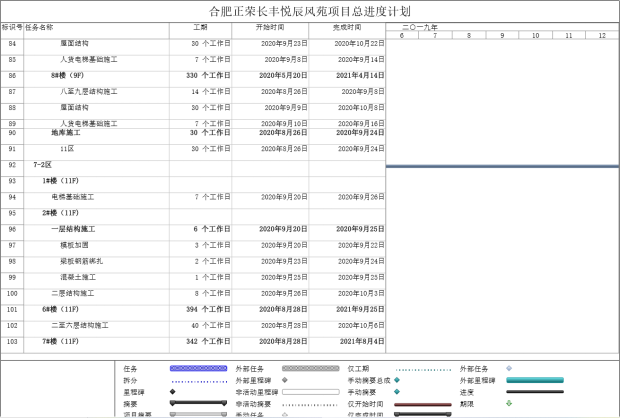 合肥正荣长丰悦辰风苑项目总进度计划
标识号 任务名称 工期 开始时间 完成时间 二〇一九年
6 7 8 9 10 11 12
84 屋面结构 30 个工作日 2020年9月23日 2020年10月22日
85 人货电梯基础施工 7 个工作日 2020年9月8日 2020年9月14日
86 8#楼（9F） 330 个工作日 2020年5月20日 2021年4月14日
87 八至九层结构施工 14 个工作日 2020年8月26日 2020年9月8日
88 屋面结构 30 个工作日 2020年9月9日 2020年10月8日
89 人货电梯基础施工 7 个工作日 2020年9月10日 2020年9月16日
90 地库施工 30 个工作日 2020年8月26日 2020年9月24日
91 11区 30 个工作日 2020年8月26日 2020年9月24日
92 7-2区
93 1#楼（11F）
94 电梯基础施工 7 个工作日 2020年9月20日 2020年9月26日
95 2#楼（11F）
96 一层结构施工 6 个工作日 2020年9月20日 2020年9月25日
97 模板加固 3 个工作日 2020年9月20日 2020年9月22日
98 梁板钢筋绑扎 2 个工作日 2020年9月23日 2020年9月24日
99 混凝土施工 1 个工作日 2020年9月25日 2020年9月25日
100 二层结构施工 8 个工作日 2020年9月26日 2020年10月3日
101 6#楼（11F） 394 个工作日 2020年8月28日 2021年9月25日
102 二至六层结构施工 40 个工作日 2020年8月28日 2020年10月6日
103 7#楼（11F） 342 个工作日 2020年8月28日 2021年8月4日
任务 外部任务 仅工期 外部任务
拆分 外部里程碑 手动摘要总成 外部里程碑
里程碑 非活动里程碑 手动摘要 进度
摘要 非活动摘要 仅开始时间 期限
项目摘要 手动任务 仅完成时间